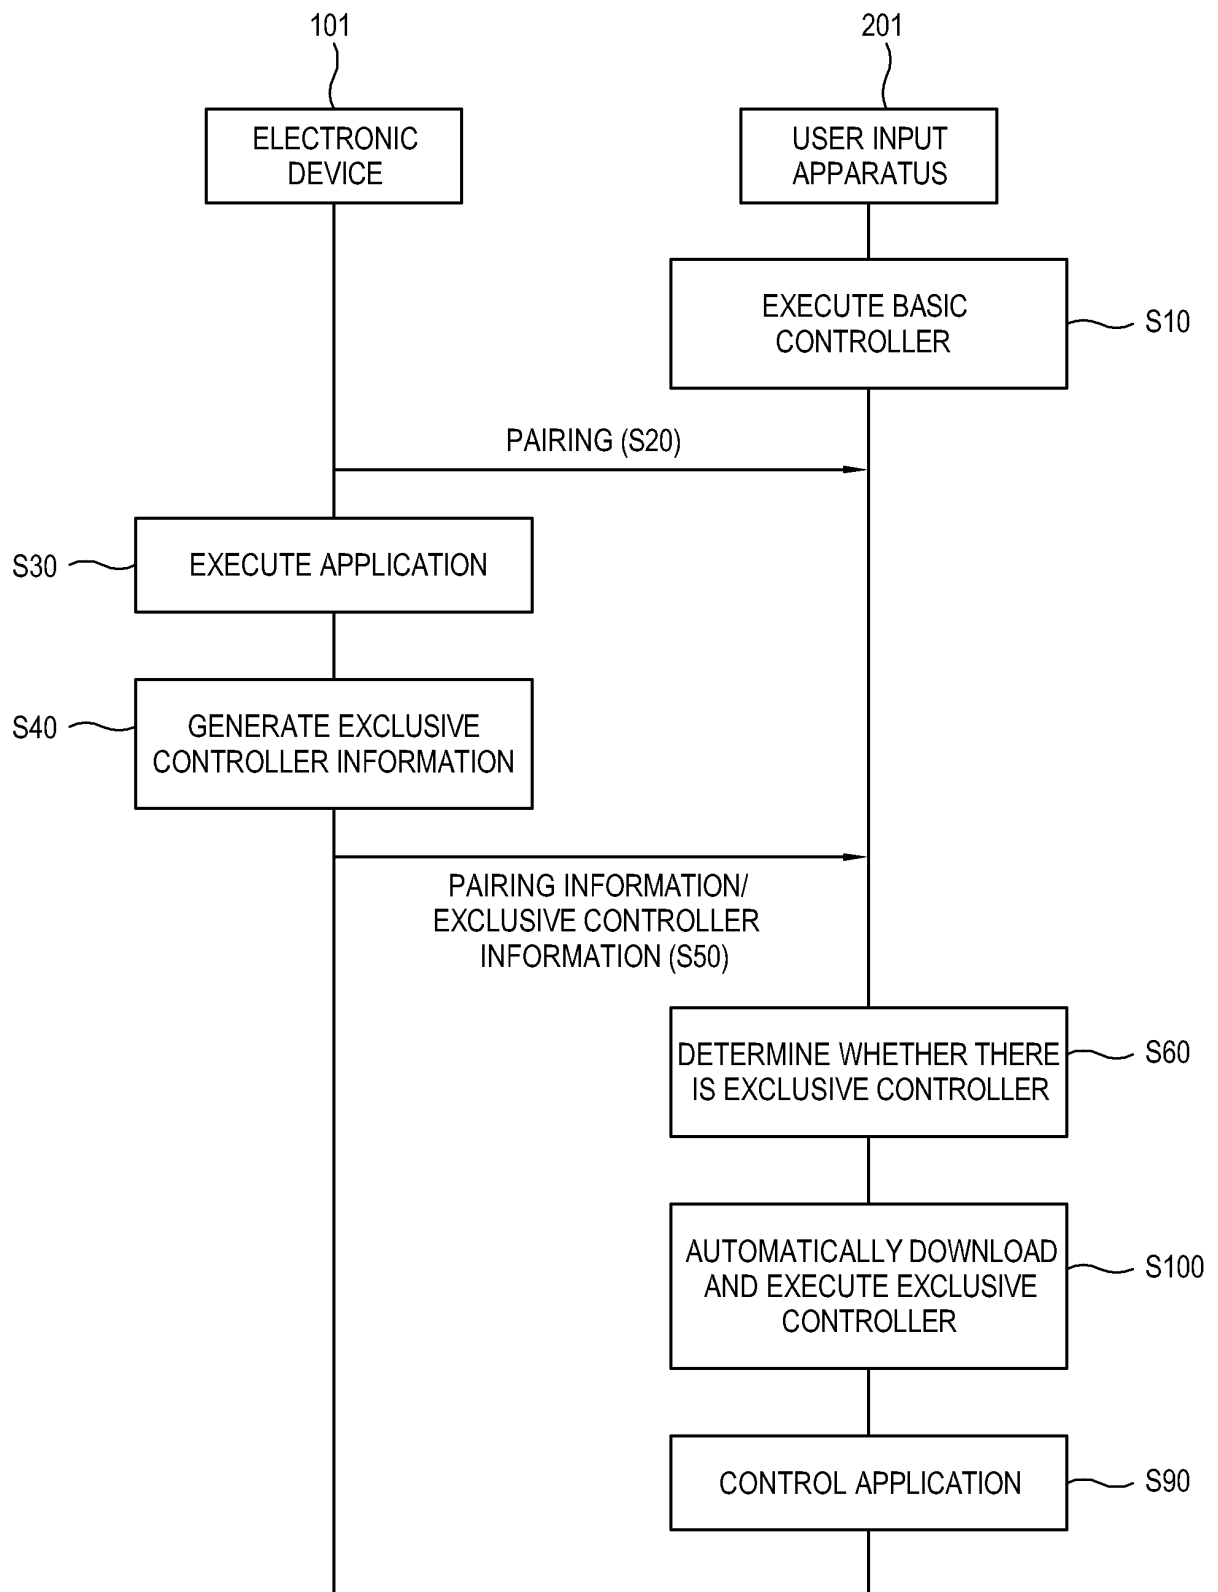 101
201
ELECTRONIC
DEVICE
USER INPUT
APPARATUS
EXECUTE BASIC
CONTROLLER
S10
PAIRING (S20)
S30
EXECUTE APPLICATION
S40
GENERATE EXCLUSIVE
CONTROLLER INFORMATION
PAIRING INFORMATION/
EXCLUSIVE CONTROLLER
INFORMATION (S50)
DETERMINE WHETHER THERE
IS EXCLUSIVE CONTROLLER
S60
AUTOMATICALLY DOWNLOAD
AND EXECUTE EXCLUSIVE
CONTROLLER
S100
CONTROL APPLICATION
S90